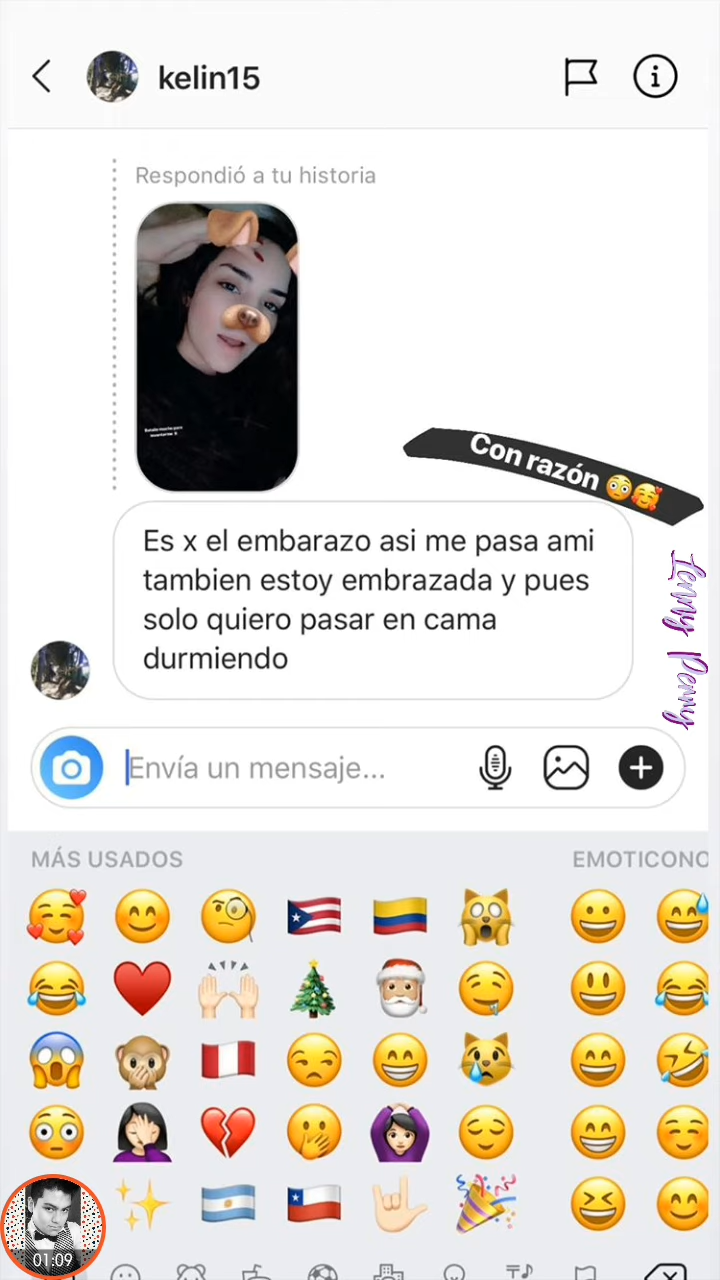 kelin15
Respondió a tu historia
Con razón 😳🥰
Es x el embarazo asi me pasa ami
tambien estoy embrazada y pues
solo quiero pasar en cama
durmiendo
Lenny Penny
Envía un mensaje...
MÁS USADOS
EMOTICONO
01:09